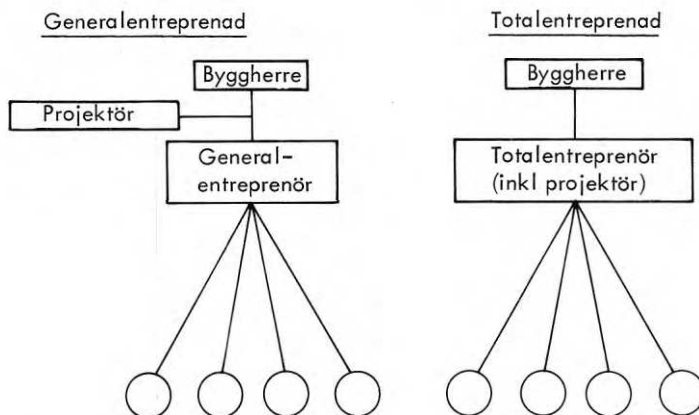 Generalentreprenad
Byggherre
Projektör
General-
entreprenör
Totalentreprenad
Byggherre
Totalentreprenör
(inkl projektör)